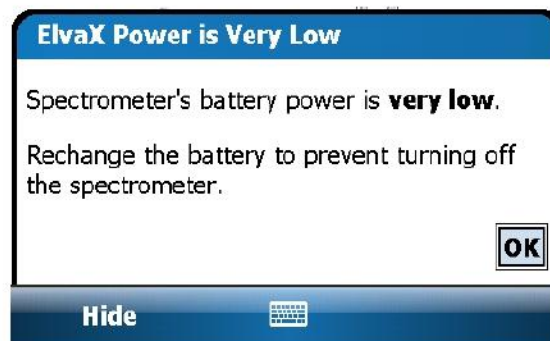 ElvaX Power is Very Low
Spectrometer's battery power is very low.
Rechange the battery to prevent turning off
the spectrometer.
OK
Hide